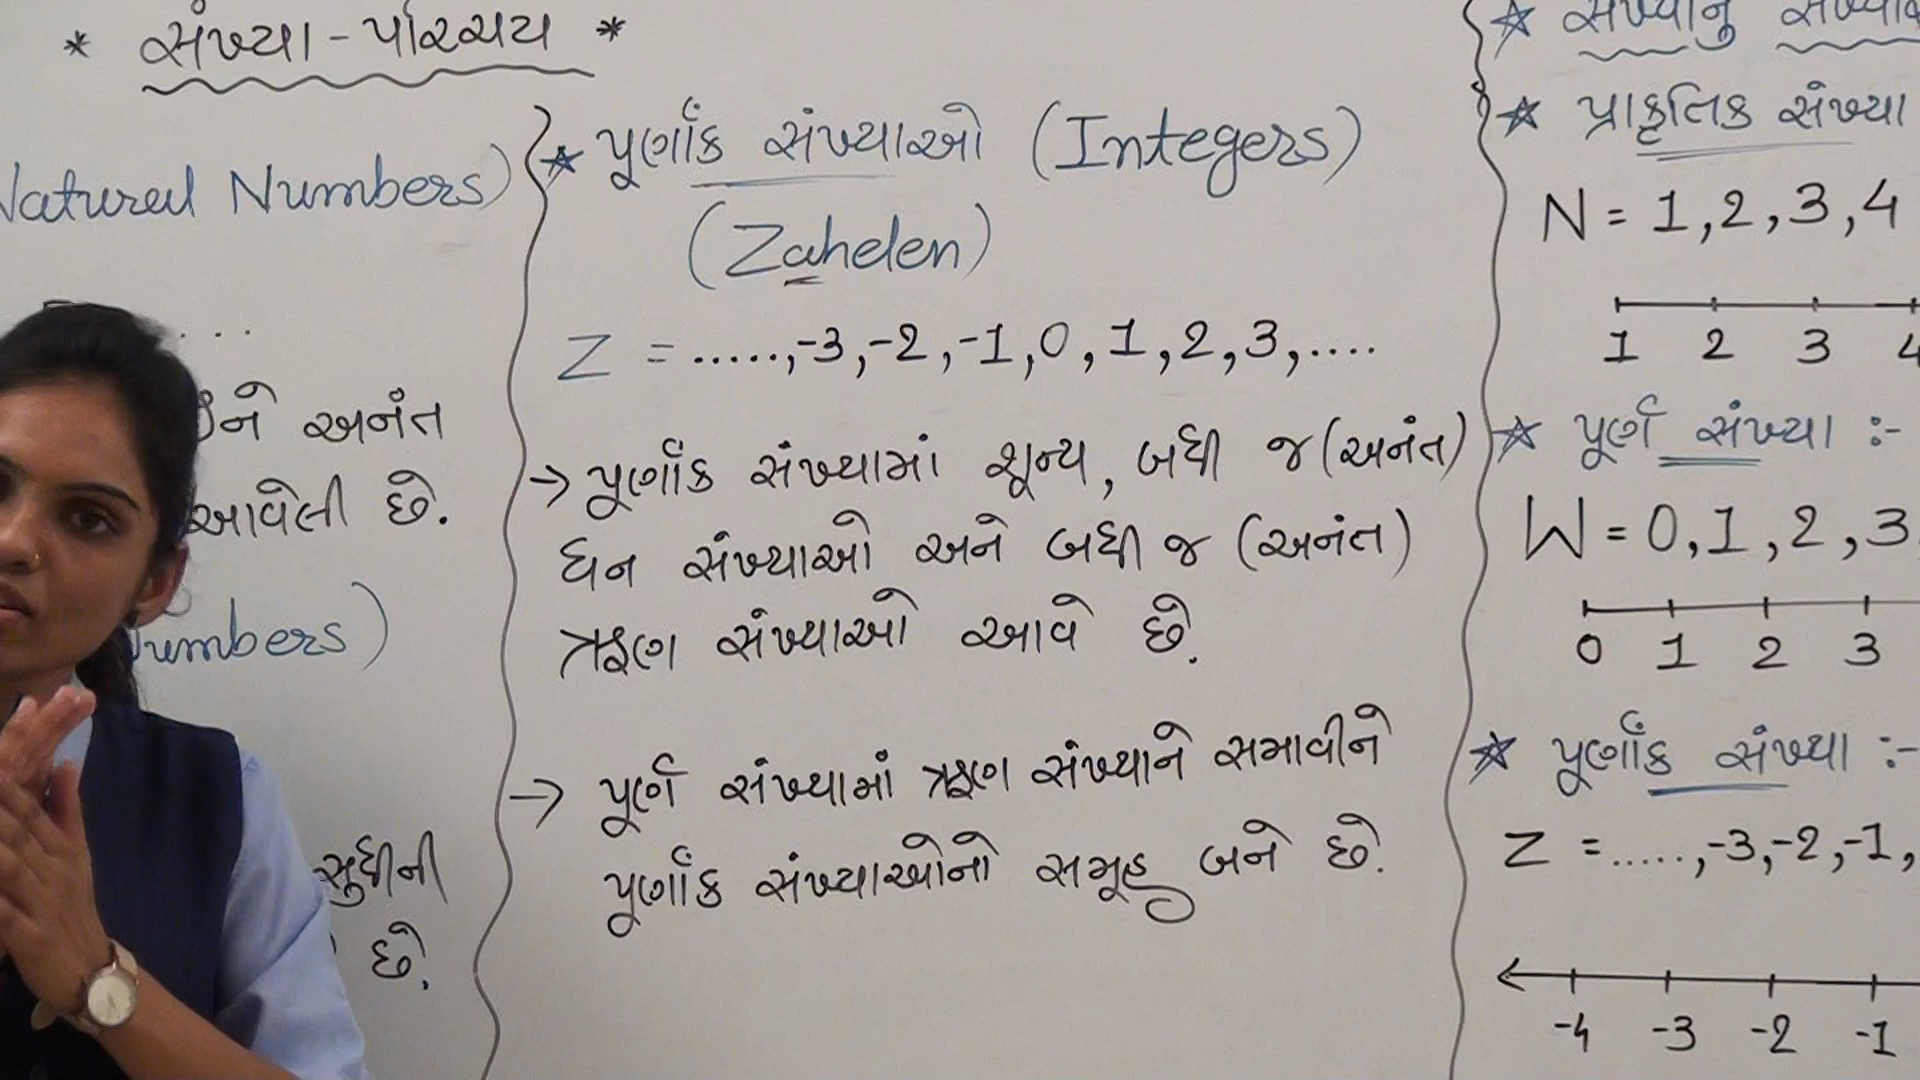 * સંખ્યા - પરિચય *
Natural Numbers)
. . .
અનંત
આવેલી છે.
Numbers)
સુધીની
છે.
★ પૂર્ણાંક સંખ્યાઓ (Integers)
(Zahelen)
Z = .....,-3,-2,-1,0,1,2,3,....
→ પૂર્ણાંક સંખ્યામાં શૂન્ય, બધી જ (અનંત)
ધન સંખ્યાઓ અને બધી જ (અનંત)
ઋણ સંખ્યાઓ આવે છે.
→ પૂર્ણ સંખ્યામાં ઋણ સંખ્યાને સમાવીને
પૂર્ણાંક સંખ્યાઓનો સમૂહ બને છે.
★ સંખ્યાનું
★ પ્રાકૃતિક સંખ્યા
N = 1,2,3,4
1 2 3 4
★ પૂર્ણ સંખ્યા :-
W = 0,1,2,3,
0 1 2 3
★ પૂર્ણાંક સંખ્યા :-
Z = .....,-3,-2,-1,
-4 -3 -2 -1